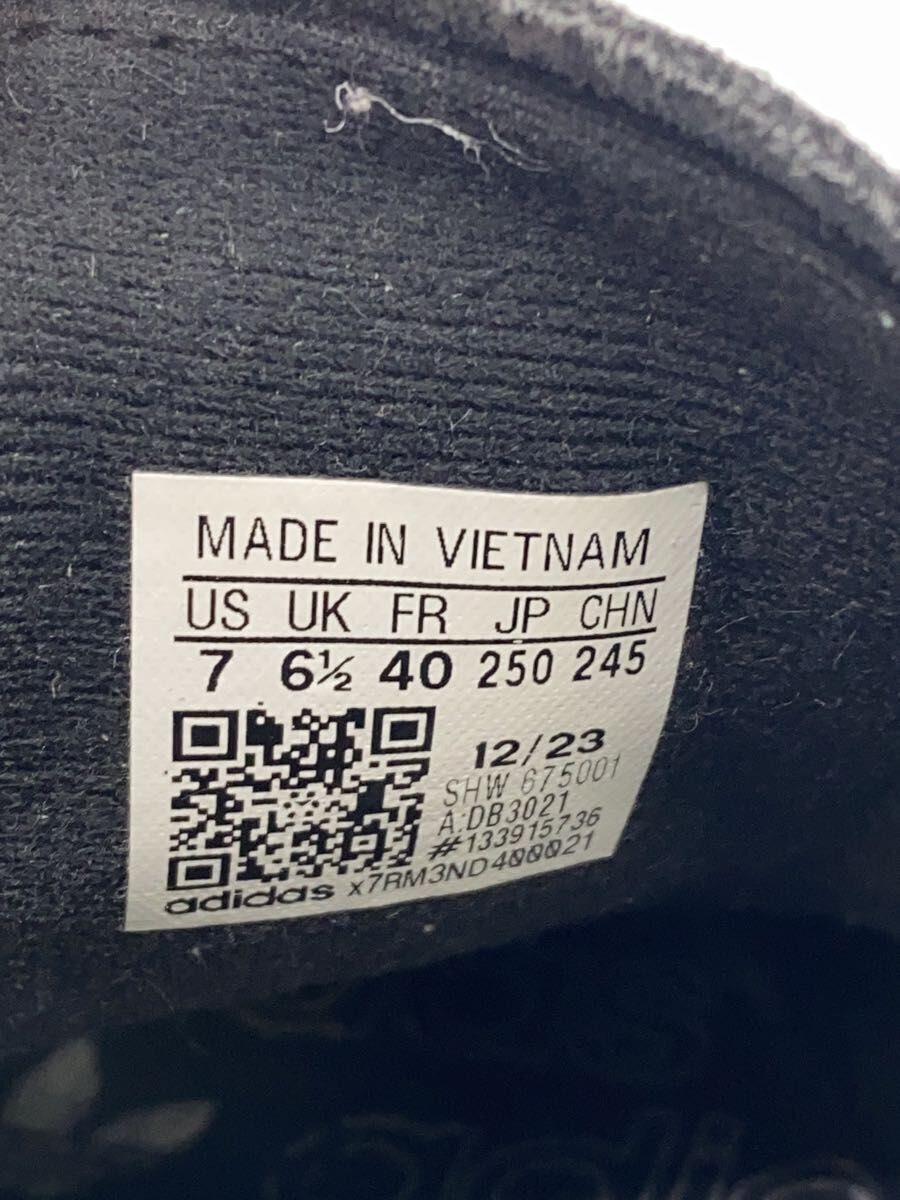 MADE IN VIETNAM
US UK FR JP CHN
7 6½ 40 250 245
12/23
SHW 675001
A:DB3021
#133915736
adidas x7RM3ND400021